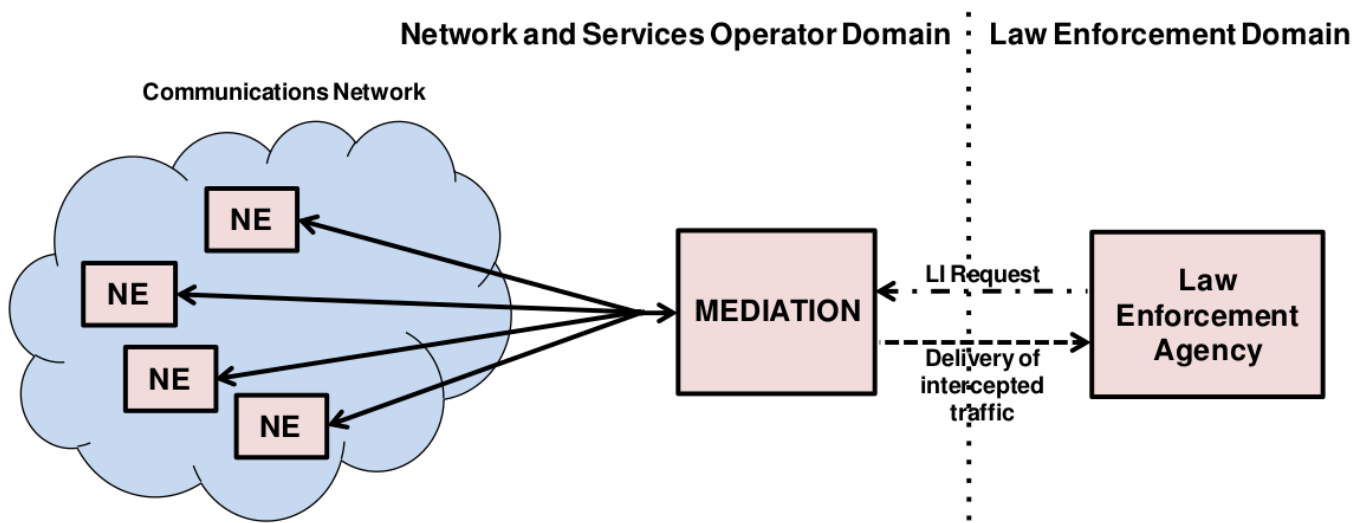 Network and Services Operator Domain
Law Enforcement Domain
Communications Network
NE
NE
NE
NE
MEDIATION
LI Request
Delivery of
intercepted
traffic
Law
Enforcement
Agency